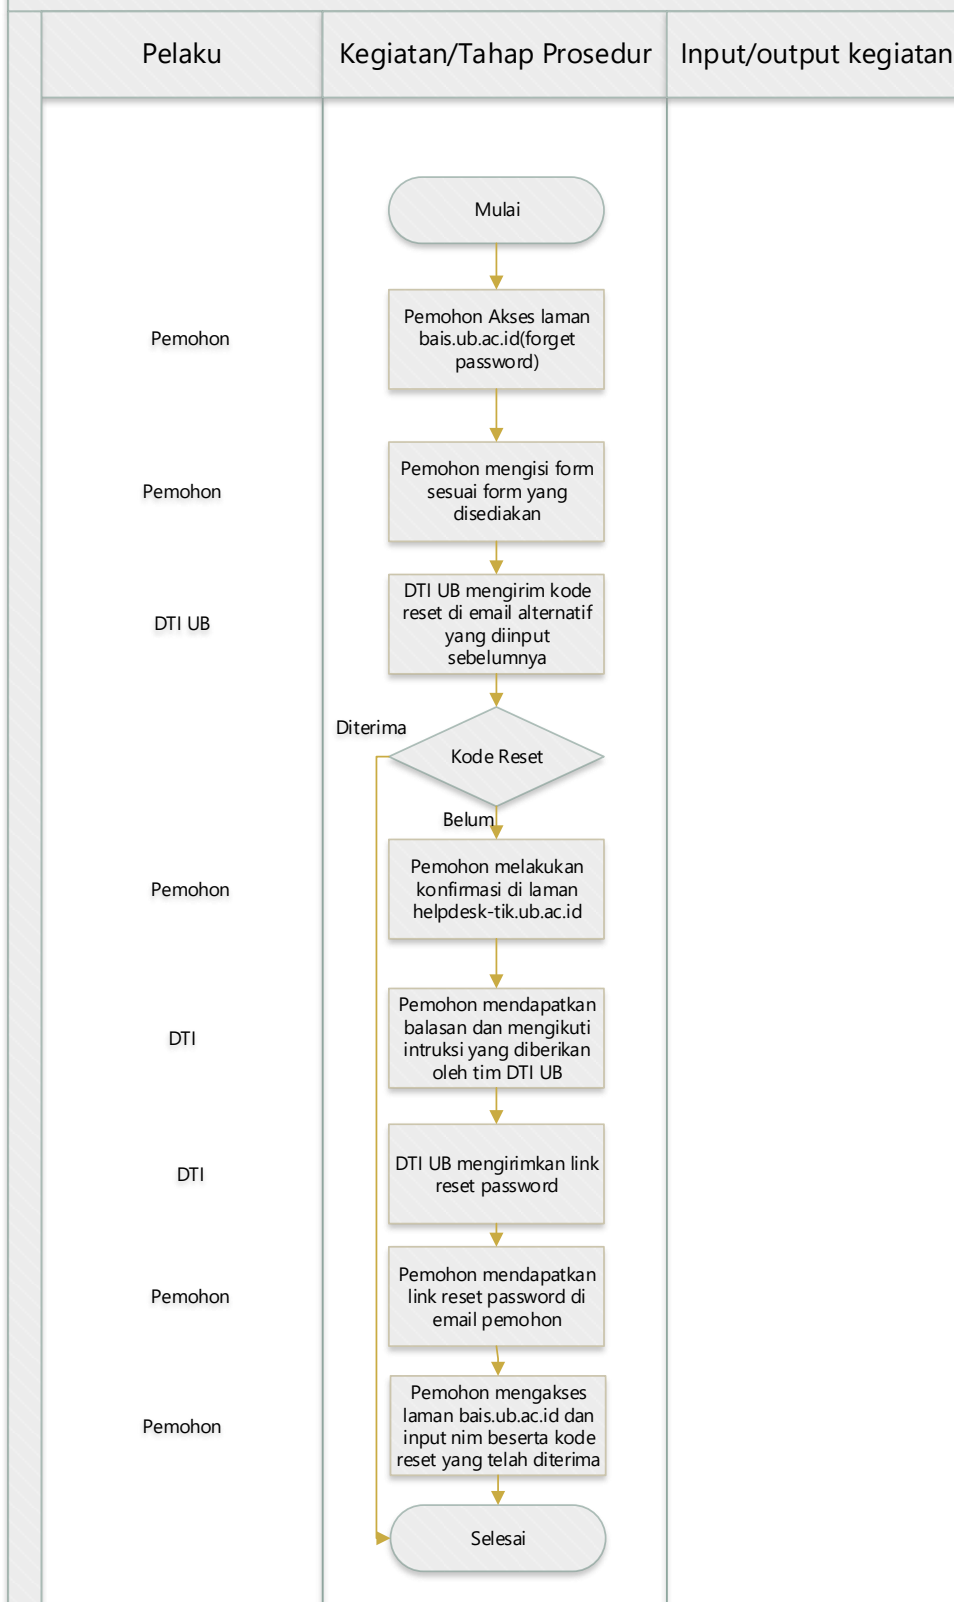 Pelaku
Kegiatan/Tahap Prosedur
Input/output kegiatan
Mulai
Pemohon
Pemohon Akses laman
bais.ub.ac.id(forget
password)
Pemohon
Pemohon mengisi form
sesuai form yang
disediakan
DTI UB
DTI UB mengirim kode
reset di email alternatif
yang diinput
sebelumnya
Diterima
Kode Reset
Belum
Pemohon
Pemohon melakukan
konfirmasi di laman
helpdesk-tik.ub.ac.id
DTI
Pemohon mendapatkan
balasan dan mengikuti
intruksi yang diberikan
oleh tim DTI UB
DTI
DTI UB mengirimkan link
reset password
Pemohon
Pemohon mendapatkan
link reset password di
email pemohon
Pemohon
Pemohon mengakses
laman bais.ub.ac.id dan
input nim beserta kode
reset yang telah diterima
Selesai